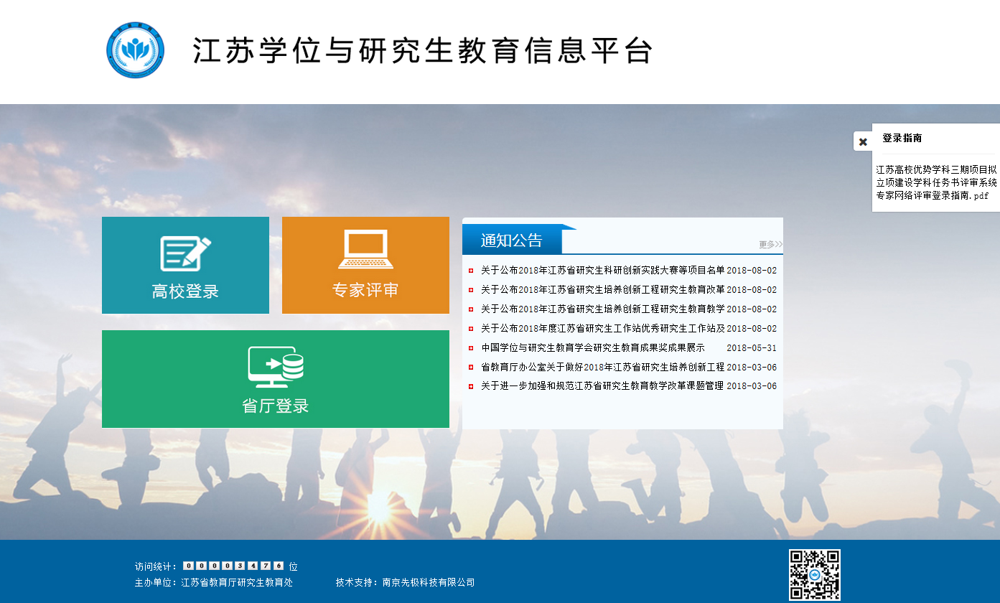 江苏学位与研究生教育信息平台
登录指南
江苏高校优势学科三期项目拟
立项建设学科任务书评审系统
专家网络评审登录指南.pdf
高校登录
专家评审
省厅登录
通知公告
更多>>
关于公布2018年江苏省研究生科研创新实践大赛等项目名单 2018-08-02
关于公布2018年江苏省研究生培养创新工程研究生教育改革 2018-08-02
关于公布2018年江苏省研究生培养创新工程研究生教育教学 2018-08-02
关于公布2018年度江苏省研究生工作站优秀研究生工作站及 2018-08-02
中国学位与研究生教育学会研究生教育成果奖成果展示 2018-05-31
省教育厅办公室关于做好2018年江苏省研究生培养创新工程 2018-03-06
关于进一步加强和规范江苏省研究生教育教学改革课题管理 2018-03-06
访问统计： 00003476 位
主办单位：江苏省教育厅研究生教育处 技术支持：南京先极科技有限公司